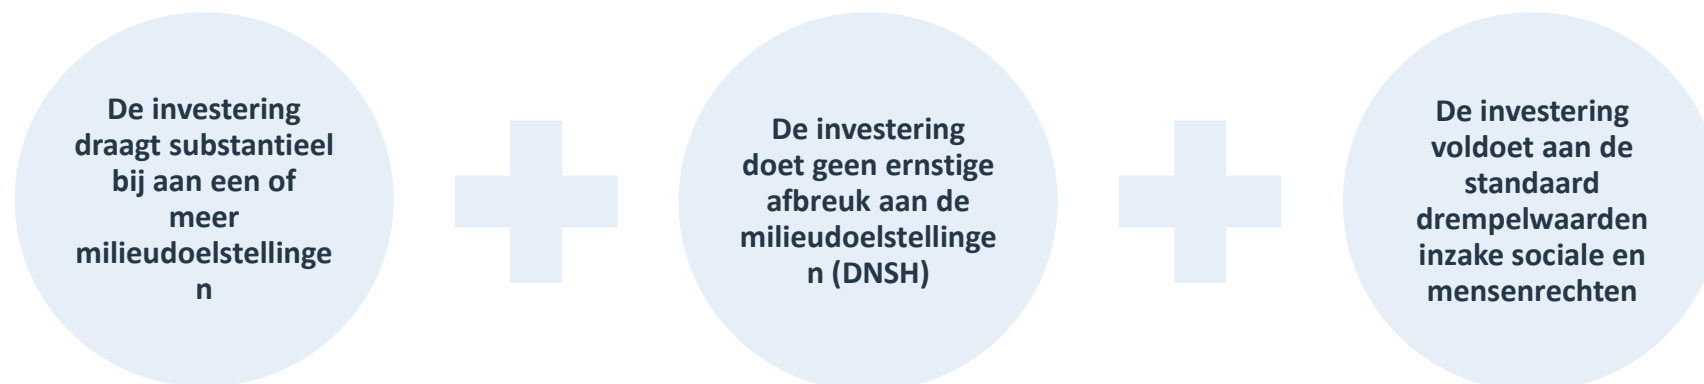 De investering
draagt substantieel
bij aan een of
meer
milieudoelstellinge
n
De investering
doet geen ernstige
afbreuk aan de
milieudoelstellinge
n (DNSH)
De investering
voldoet aan de
standaard
drempelwaarden
inzake sociale en
mensenrechten